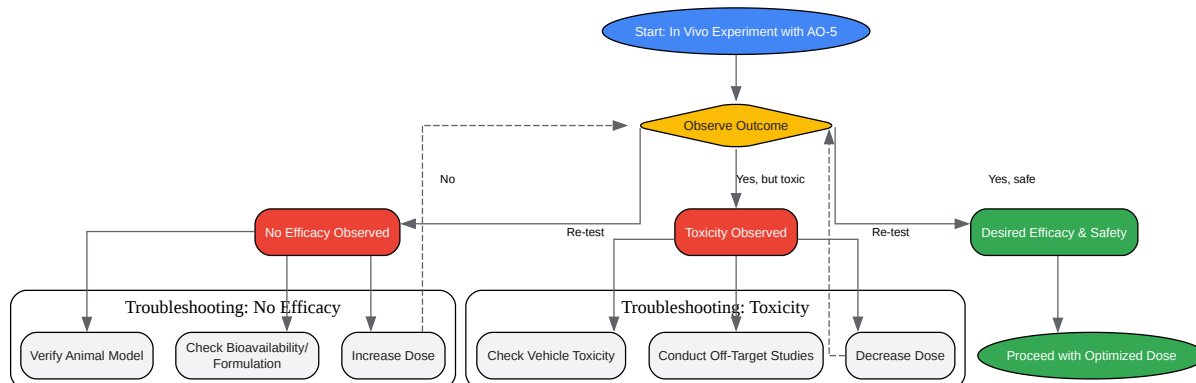 Start: In Vivo Experiment with AO-5
Observe Outcome
No
Yes, but toxic
Yes, safe
No Efficacy Observed
Re-test
Toxicity Observed
Re-test
Desired Efficacy & Safety
Troubleshooting: No Efficacy
Troubleshooting: Toxicity
Verify Animal Model
Check Bioavailability/
Formulation
Increase Dose
Check Vehicle Toxicity
Conduct Off-Target Studies
Decrease Dose
Proceed with Optimized Dose